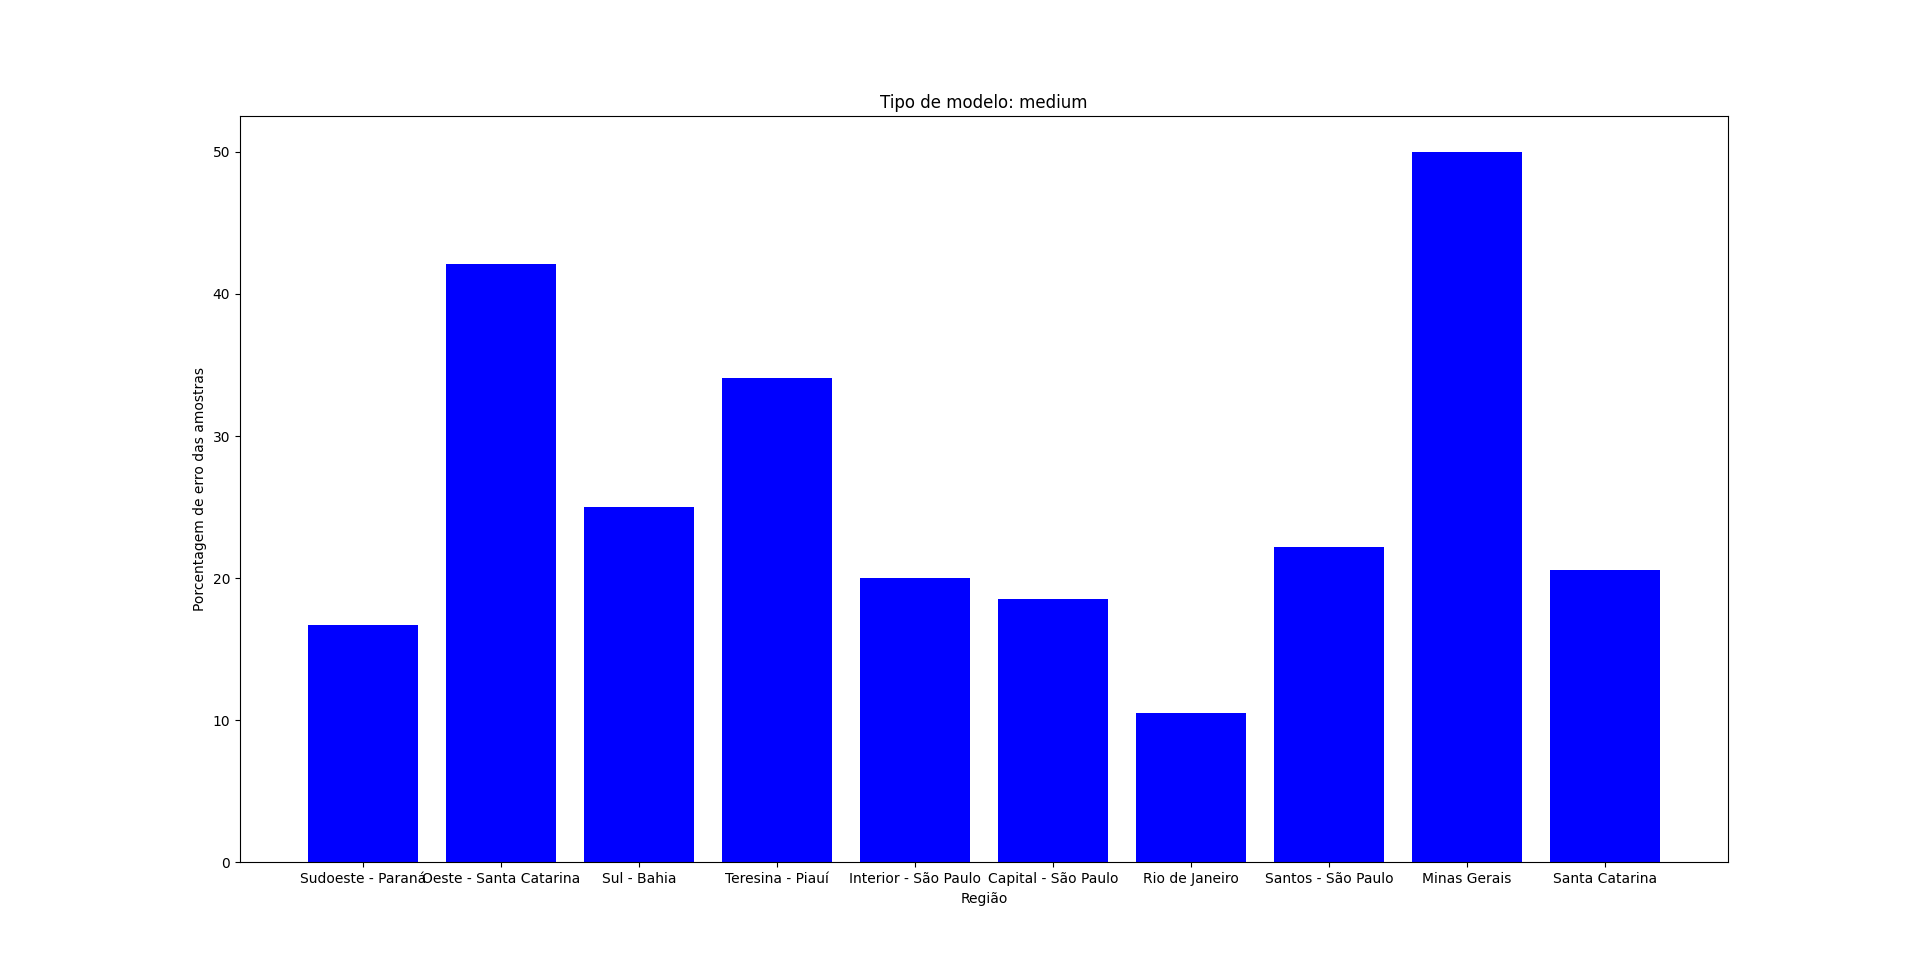 Tipo de modelo: medium
Porcentagem de erro das amostras
50
40
30
20
10
0
Sudoeste - Paraná Oeste - Santa Catarina Sul - Bahia Teresina - Piauí Interior - São Paulo Capital - São Paulo Rio de Janeiro Santos - São Paulo Minas Gerais Santa Catarina
Região